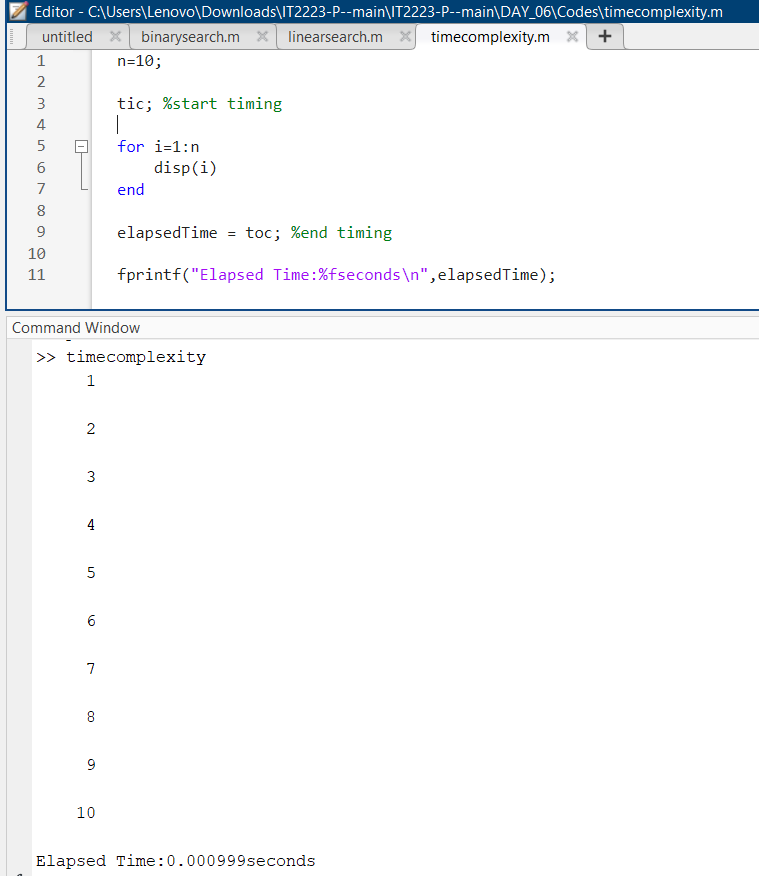 Editor - C:\Users\Lenovo\Downloads\IT2223-P--main\IT2223-P--main\DAY_06\Codes\timecomplexity.m
untitled × binarysearch.m × linearsearch.m × timecomplexity.m × +
1 n=10;
2
3 tic; %start timing
4
5 for i=1:n
6 disp(i)
7 end
8
9 elapsedTime = toc; %end timing
10
11 fprintf("Elapsed Time:%fseconds\n",elapsedTime);
Command Window
>> timecomplexity
1
2
3
4
5
6
7
8
9
10
Elapsed Time:0.000999seconds